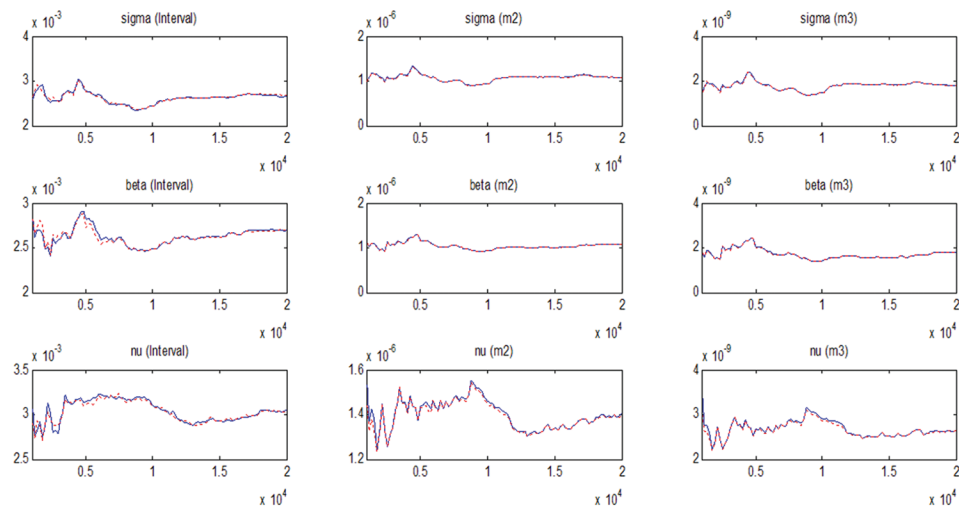 x 10-3
sigma (Interval)
4
3
2
0.5
1
1.5
2
x 10 4
x 10-6
sigma (m2)
2
1
0
0.5
1
1.5
2
x 10 4
x 10-9
sigma (m3)
4
2
0
0.5
1
1.5
2
x 10 4
x 10-3
beta (Interval)
3
2.5
2
0.5
1
1.5
2
x 10 4
x 10-6
beta (m2)
2
1
0
0.5
1
1.5
2
x 10 4
x 10-9
beta (m3)
4
2
0
0.5
1
1.5
2
x 10 4
x 10-3
nu (Interval)
3.5
3
2.5
0.5
1
1.5
2
x 10 4
x 10-6
nu (m2)
1.6
1.4
1.2
0.5
1
1.5
2
x 10 4
x 10-9
nu (m3)
4
3
2
0.5
1
1.5
2
x 10 4